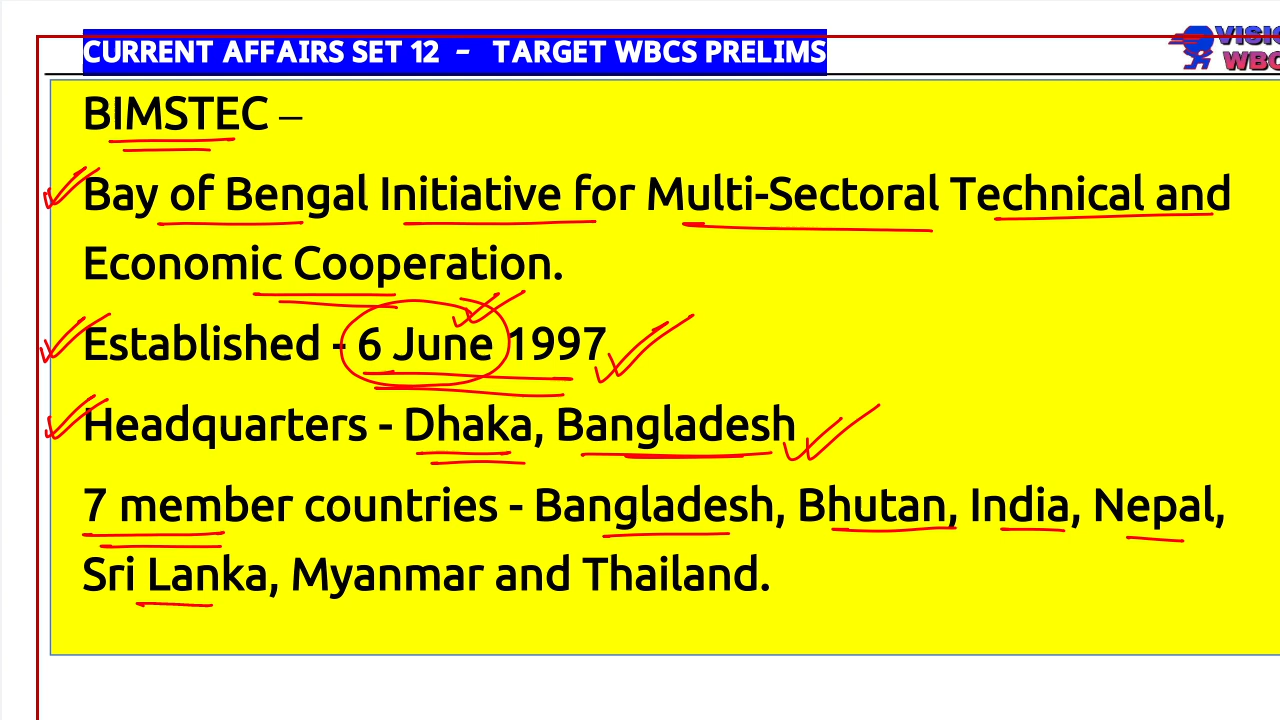 CURRENT AFFAIRS SET 12 - TARGET WBCS PRELIMS
BIMSTEC –
Bay of Bengal Initiative for Multi-Sectoral Technical and
Economic Cooperation.
Established - 6 June 1997
Headquarters - Dhaka, Bangladesh
7 member countries - Bangladesh, Bhutan, India, Nepal,
Sri Lanka, Myanmar and Thailand.